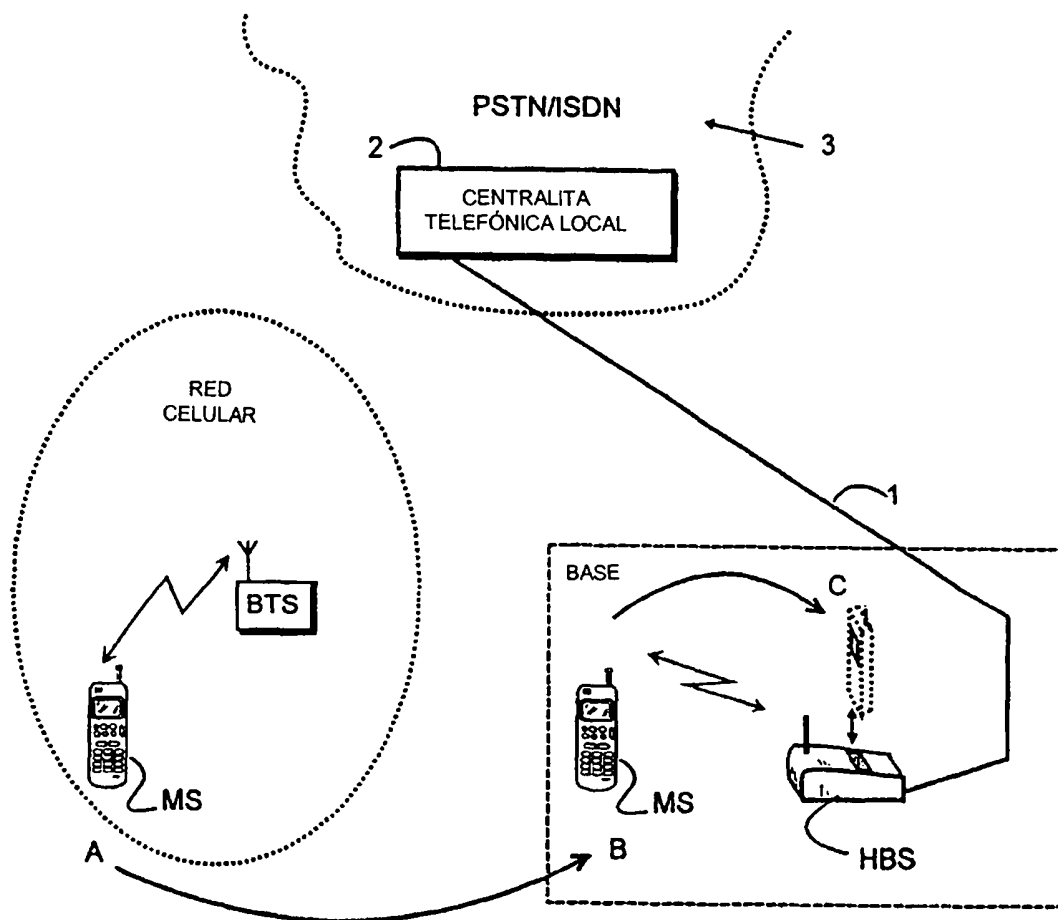 PSTN/ISDN
3
2
CENTRALITA
TELEFÓNICA LOCAL
RED
CELULAR
1
BASE
C
BTS
MS
MS
A
B
HBS